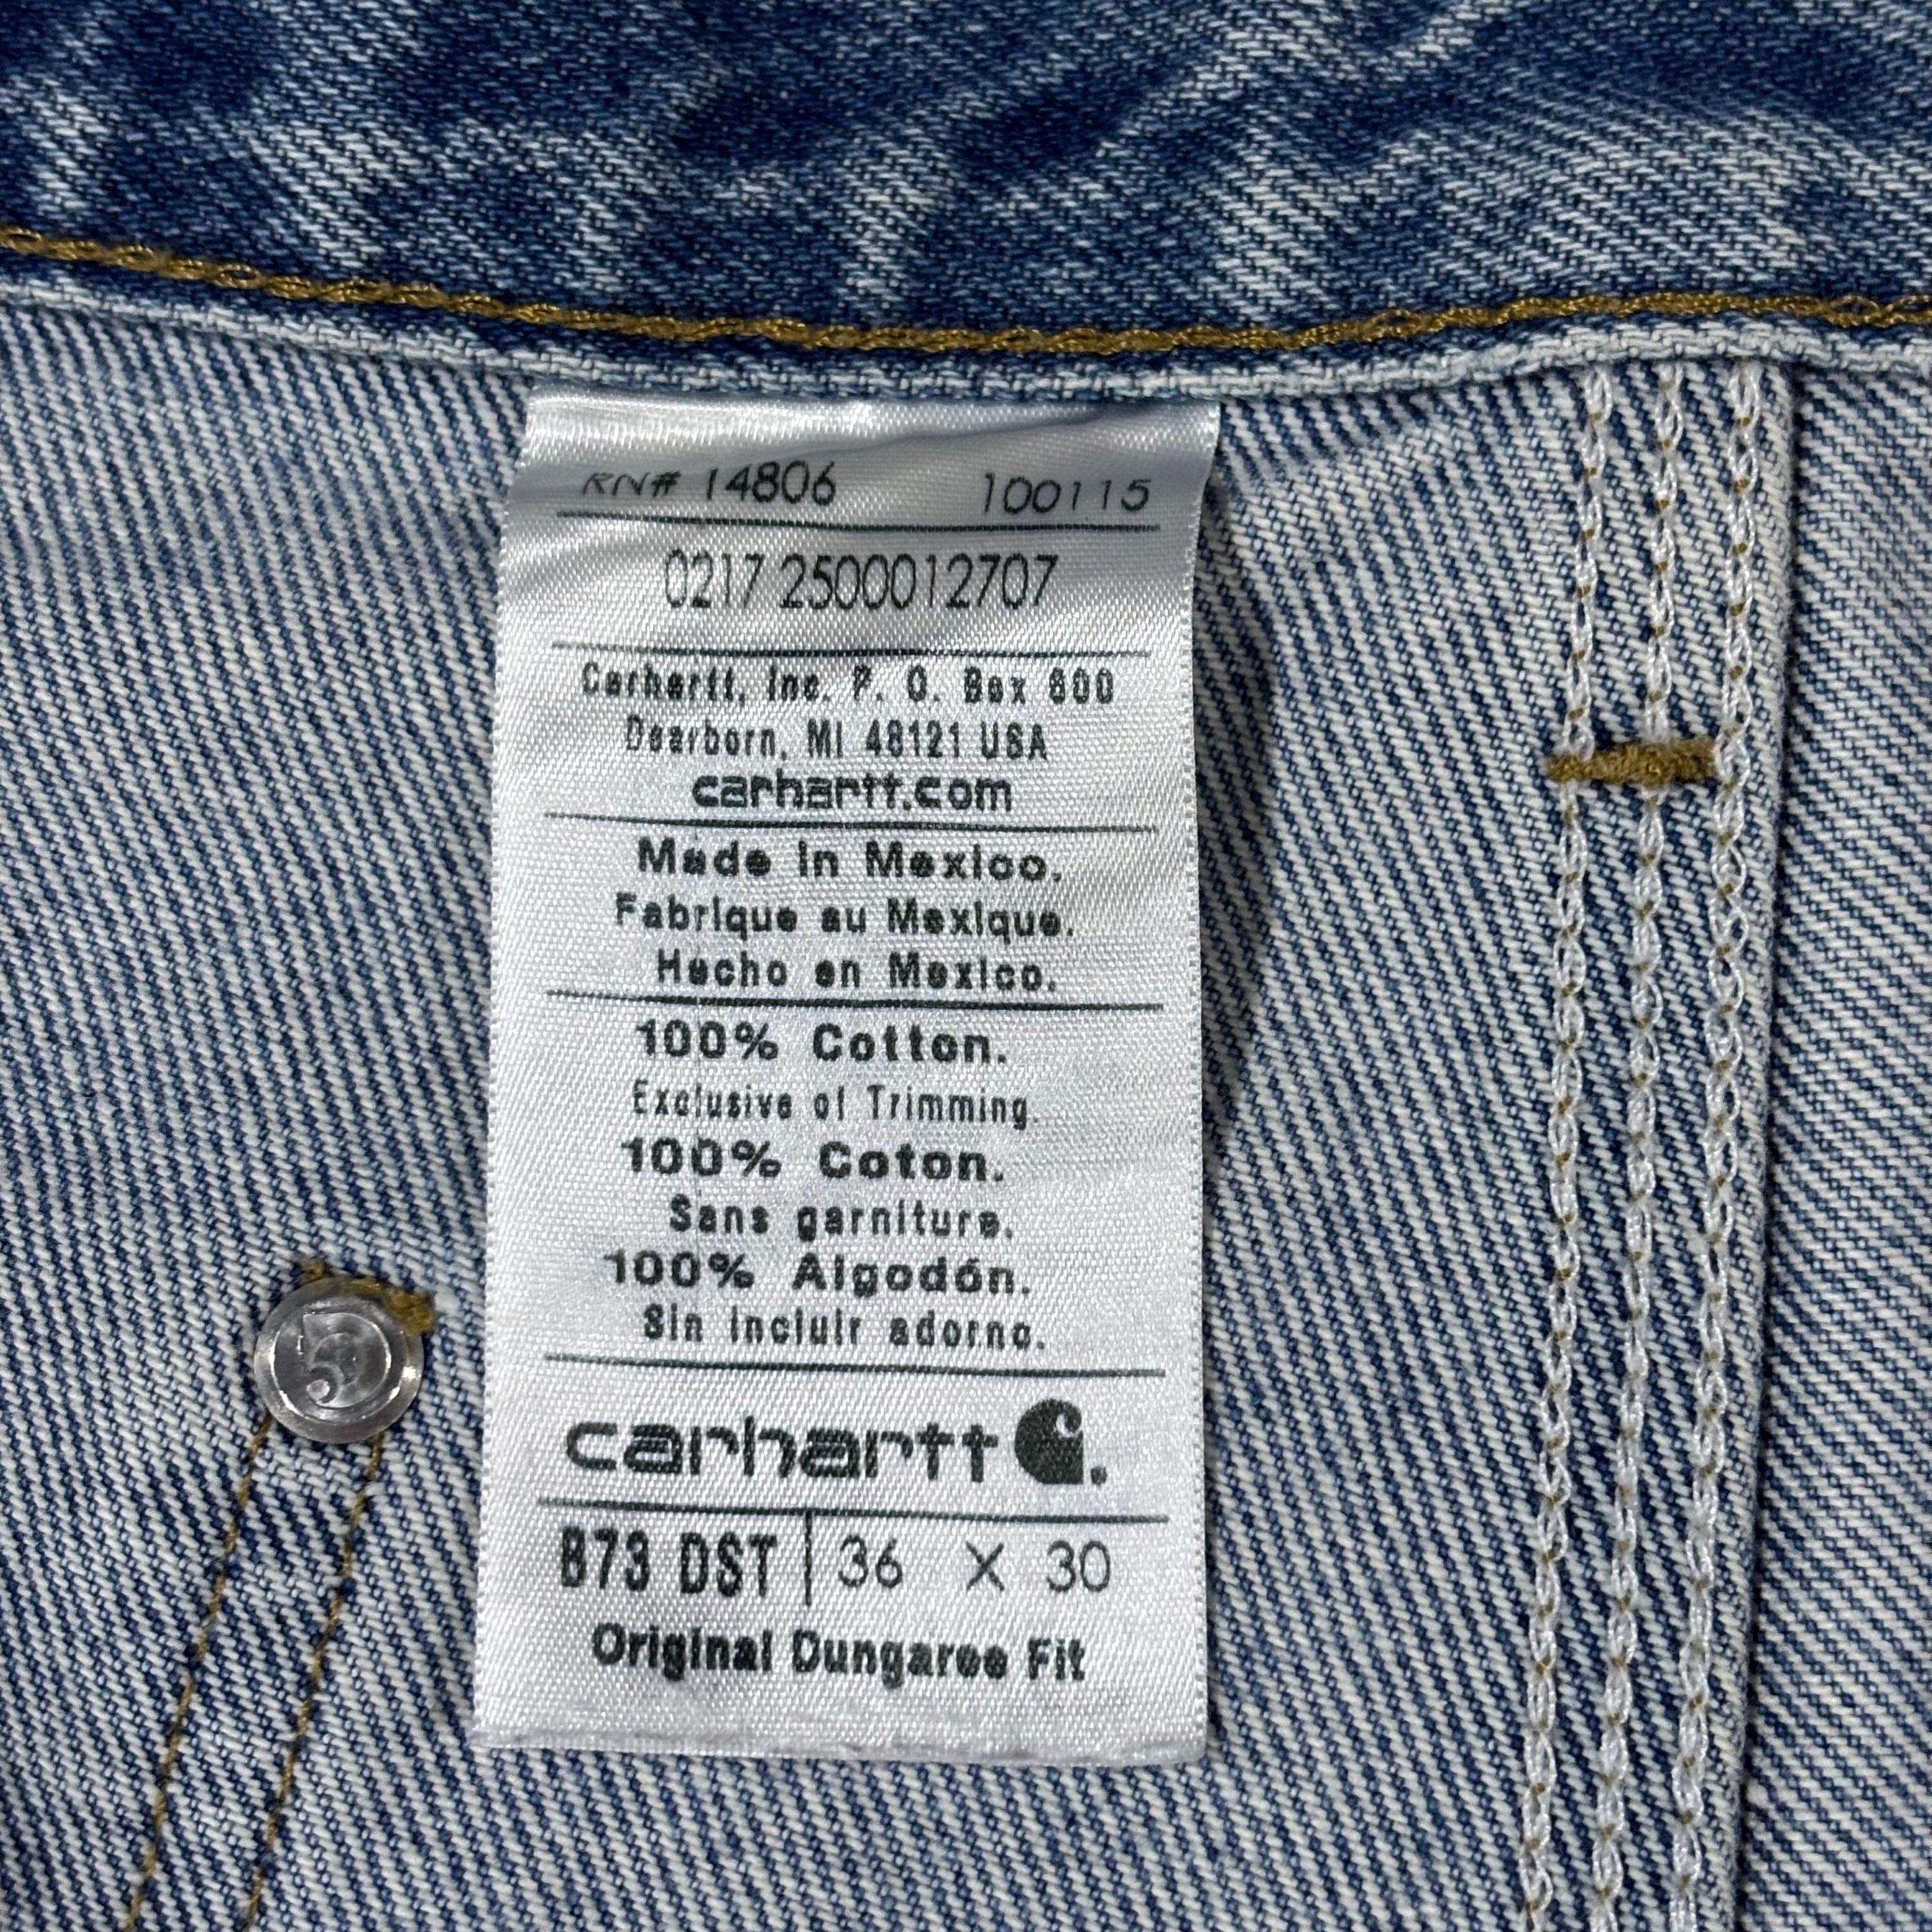 RN# 14806 100115
0217 2500012707
Carhartt, Inc. P. O. Box 600
Dearborn, MI 48121 USA
carhartt.com
Made in Mexico.
Fabrique au Mexique.
Hecho en Mexico.
100% Cotton.
Exclusive of Trimming.
100% Coton.
Sans garniture.
100% Algodón.
Sin incluir adorno.
carhartt
B73 DST | 36 X 30
Original Dungaree Fit